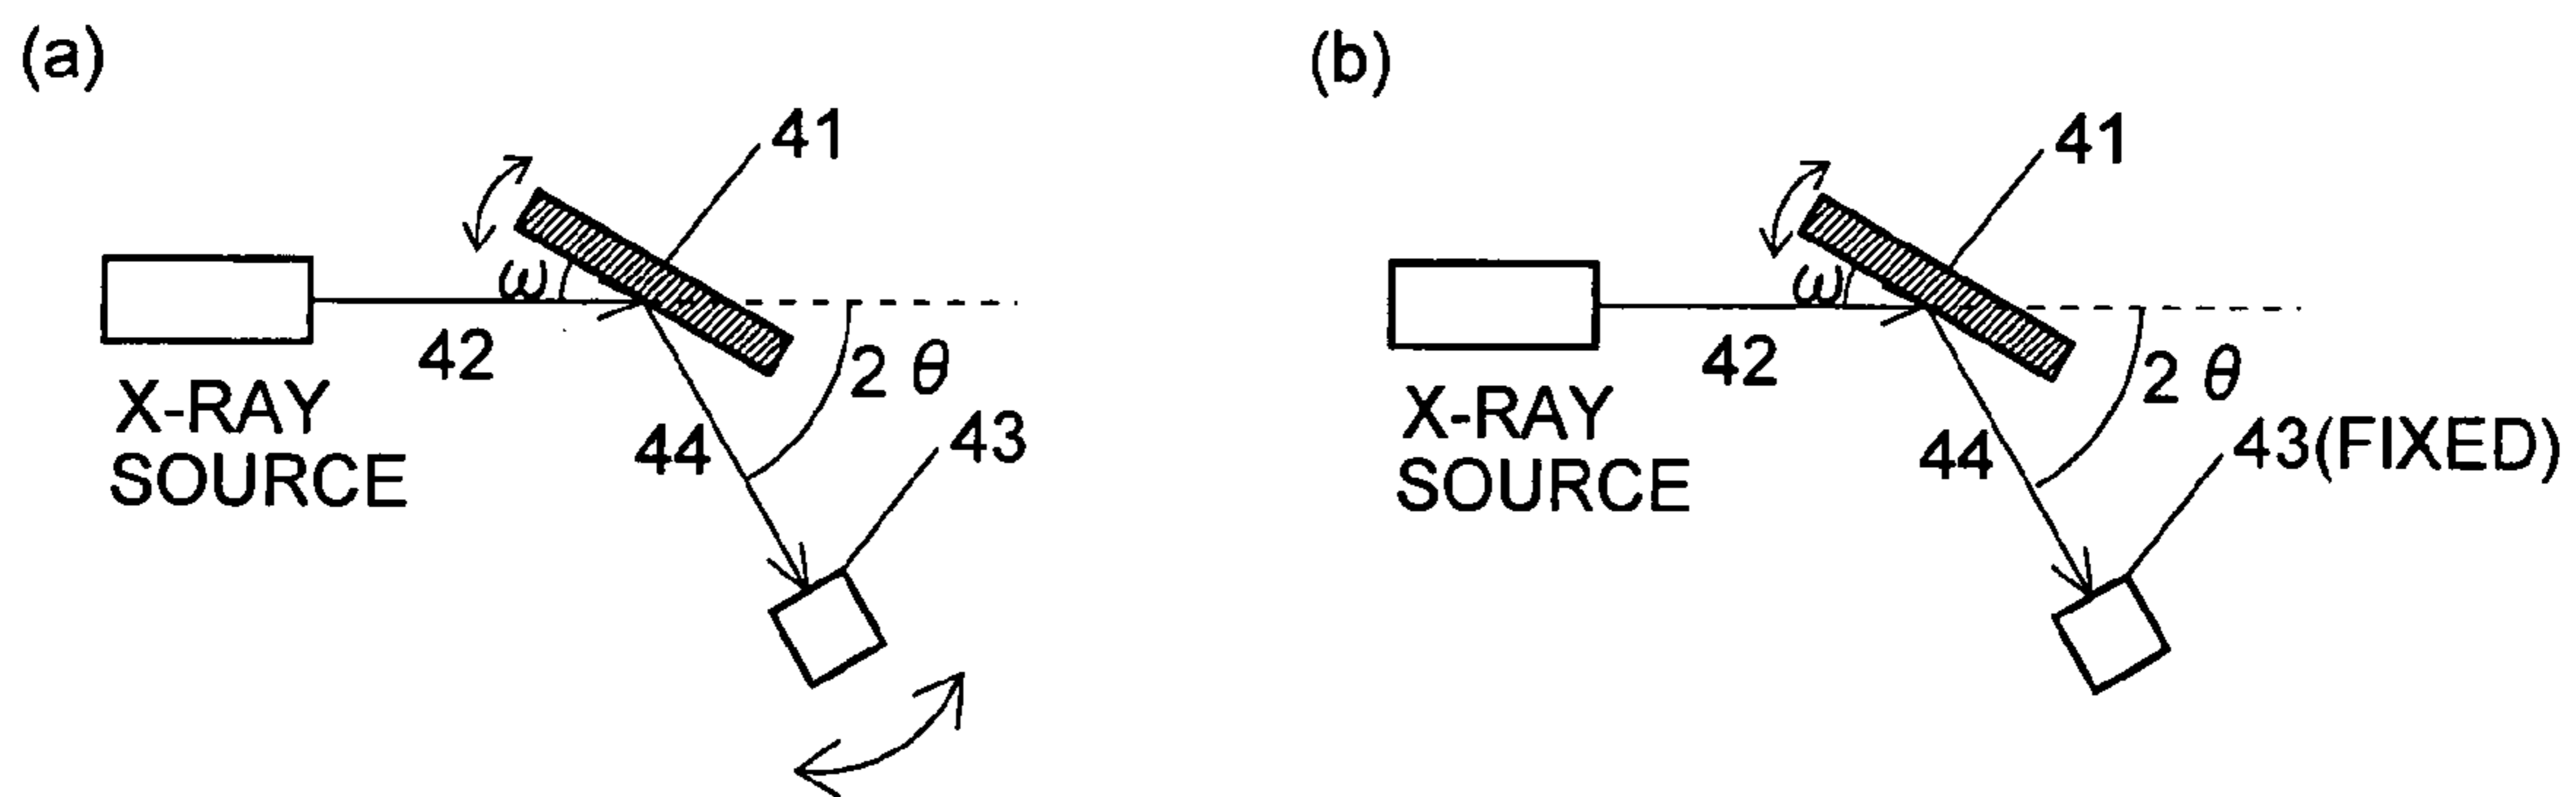 (a)
41
ω
42
2 θ
X-RAY
SOURCE
44
43
(b)
41
ω
42
2 θ
X-RAY
SOURCE
44
43(FIXED)